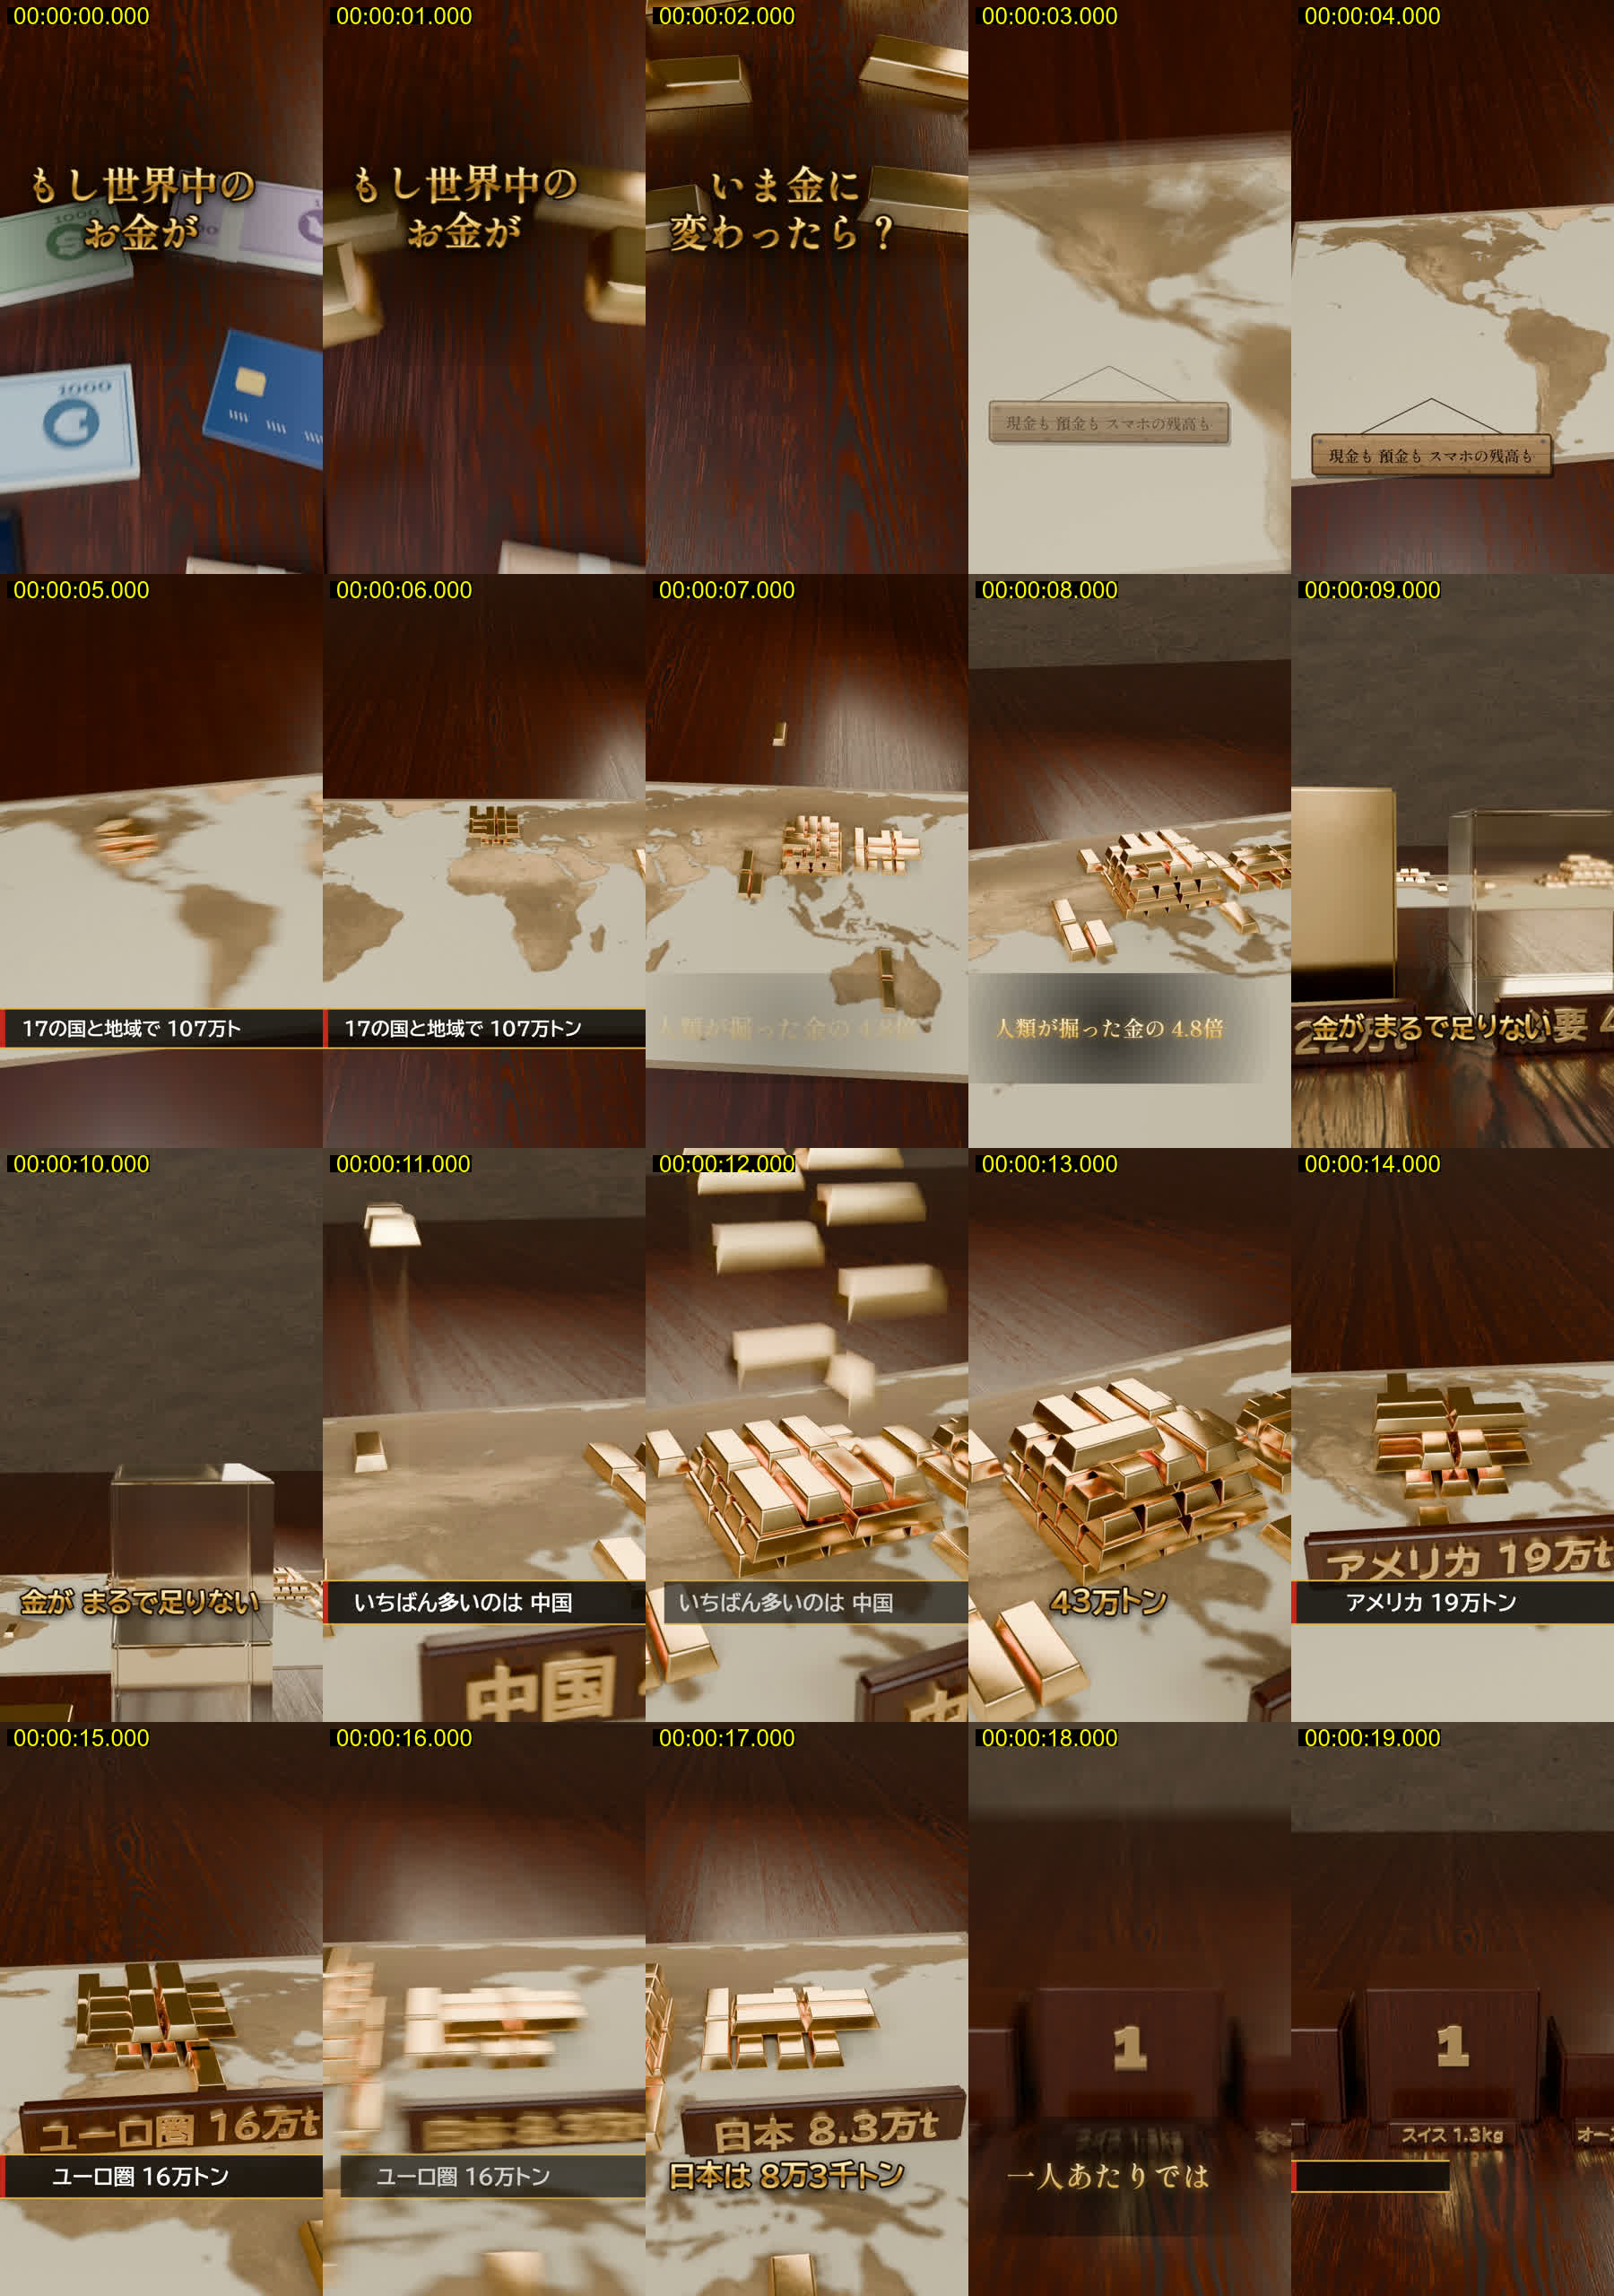 00:00:00.000
もし世界中の
お金が
1000
1000
1000
00:00:01.000
もし世界中の
お金が
00:00:02.000
いま金に
変わったら？
00:00:03.000
現金も 預金も スマホの残高も
00:00:04.000
現金も 預金も スマホの残高も
00:00:05.000
17の国と地域で 107万ト
00:00:06.000
17の国と地域で 107万トン
00:00:07.000
人類が掘った金の 4.8倍
00:00:08.000
人類が掘った金の 4.8倍
00:00:09.000
金が まるで足りない
00:00:10.000
金が まるで足りない
00:00:11.000
いちばん多いのは 中国
中国
00:00:12.000
いちばん多いのは 中国
00:00:13.000
43万トン
00:00:14.000
アメリカ 19万t
アメリカ 19万トン
00:00:15.000
ユーロ圏 16万t
ユーロ圏 16万トン
00:00:16.000
ユーロ圏 16万トン
00:00:17.000
日本 8.3万t
日本は 8万3千トン
00:00:18.000
1
一人あたりでは
00:00:19.000
1
スイス 1.3kg